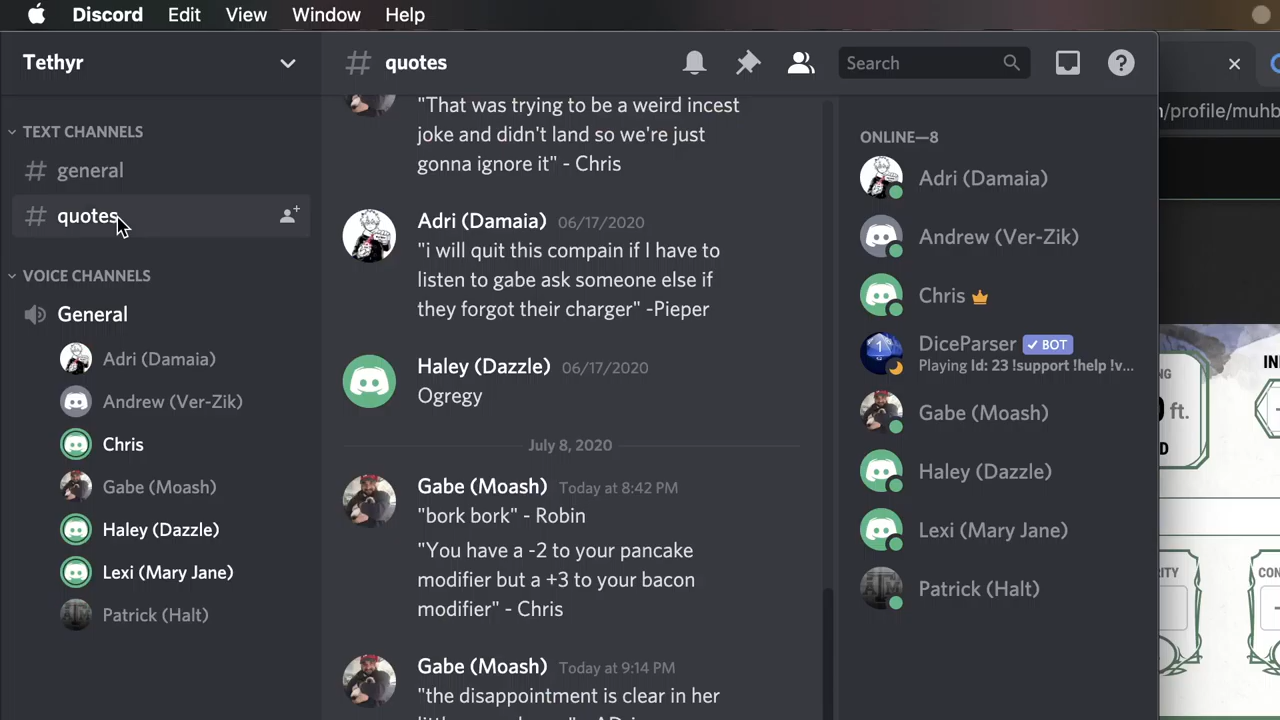 Discord Edit View Window Help
Tethyr
# quotes
Search
n/profile/muhb
TEXT CHANNELS
# general
# quotes
VOICE CHANNELS
General
Adri (Damaia)
Andrew (Ver-Zik)
Chris
Gabe (Moash)
Haley (Dazzle)
Lexi (Mary Jane)
Patrick (Halt)
"That was trying to be a weird incest
joke and didn't land so we're just
gonna ignore it" - Chris
Adri (Damaia) 06/17/2020
"i will quit this compain if I have to
listen to gabe ask someone else if
they forgot their charger" -Pieper
Haley (Dazzle) 06/17/2020
Ogregy
July 8, 2020
Gabe (Moash) Today at 8:42 PM
"bork bork" - Robin
"You have a -2 to your pancake
modifier but a +3 to your bacon
modifier" - Chris
Gabe (Moash) Today at 9:14 PM
"the disappointment is clear in her
ONLINE—8
Adri (Damaia)
Andrew (Ver-Zik)
Chris
DiceParser ✓ BOT
Playing Id: 23 !support !help !v...
Gabe (Moash)
Haley (Dazzle)
Lexi (Mary Jane)
Patrick (Halt)
ft.